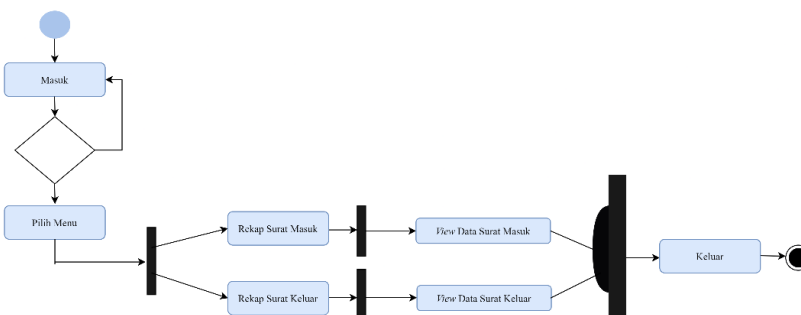 Masuk
Pilih Menu
Rekap Surat Masuk
View Data Surat Masuk
Rekap Surat Keluar
View Data Surat Keluar
Keluar